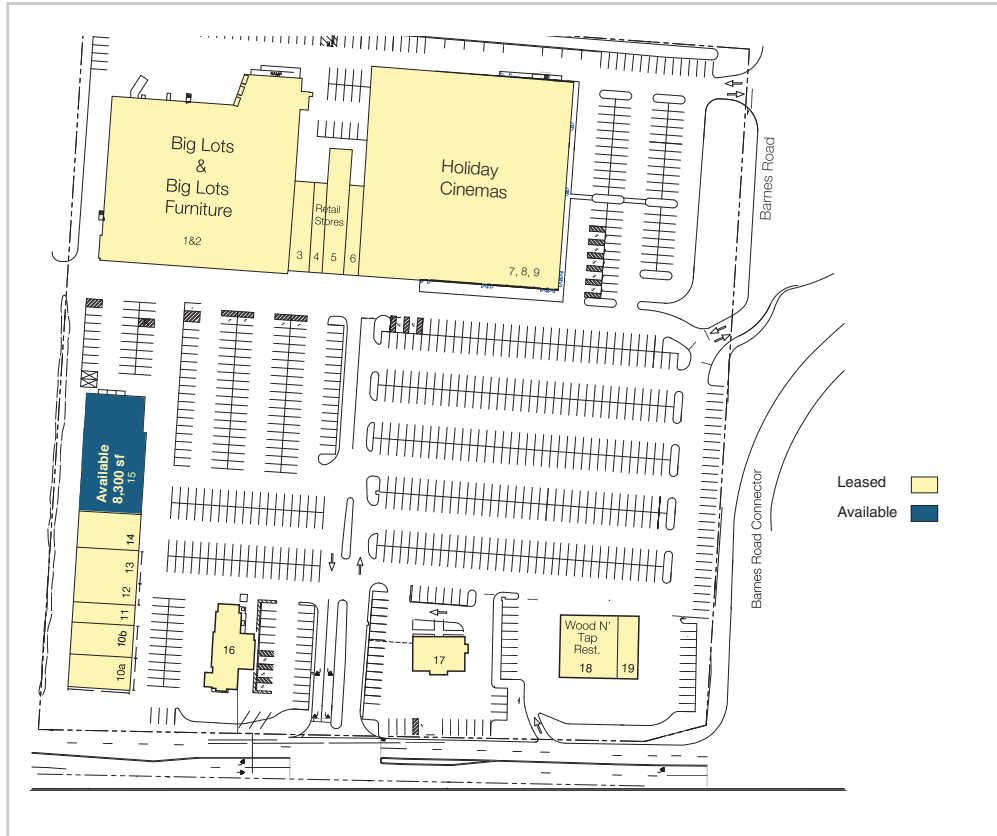 RAMP
Big Lots
&
Big Lots
Furniture
1&2
Retail
Stores
3
4
5
6
Holiday
Cinemas
7, 8, 9
Barnes Road
Available
8,300 sf
15
14
13
12
11
10b
10a
16
17
Wood N'
Tap
Rest.
18
19
Barnes Road Connector
Leased
Available